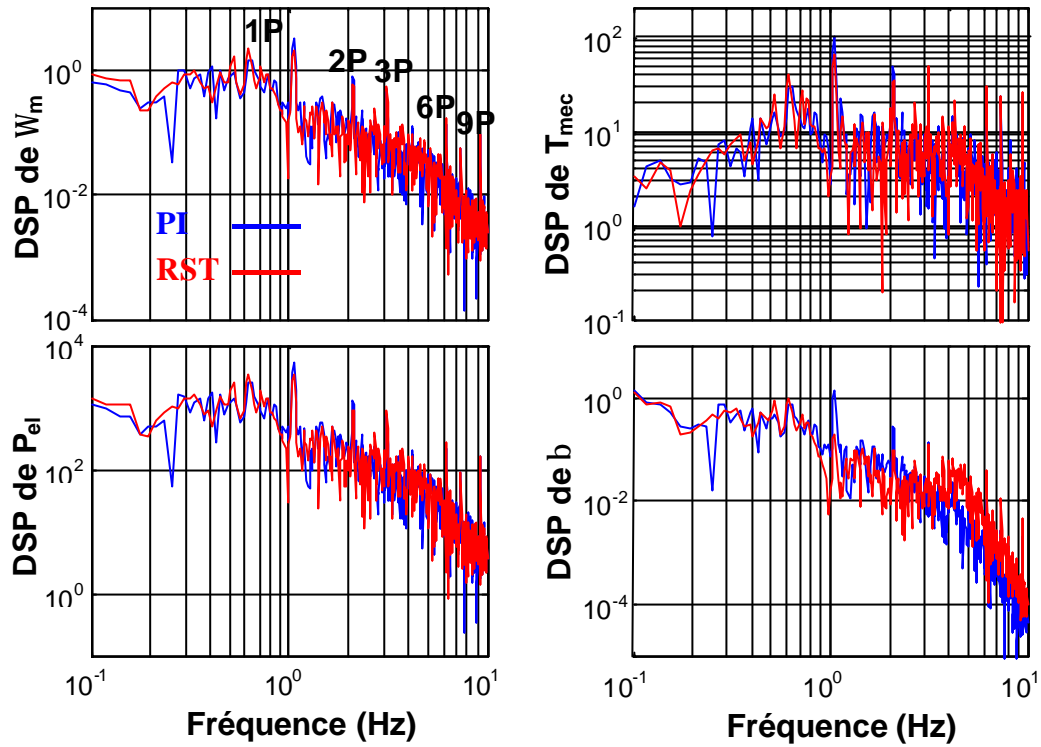 DSP de Wm
10^0
10^-2
10^-4
1P
2P
3P
6P
9P
PI
RST
DSP de Tmec
10^2
10^1
10^0
10^-1
DSP de Pel
10^4
10^2
10^0
10^-1
10^0
10^1
Fréquence (Hz)
DSP de b
10^0
10^-2
10^-4
10^-1
10^0
10^1
Fréquence (Hz)